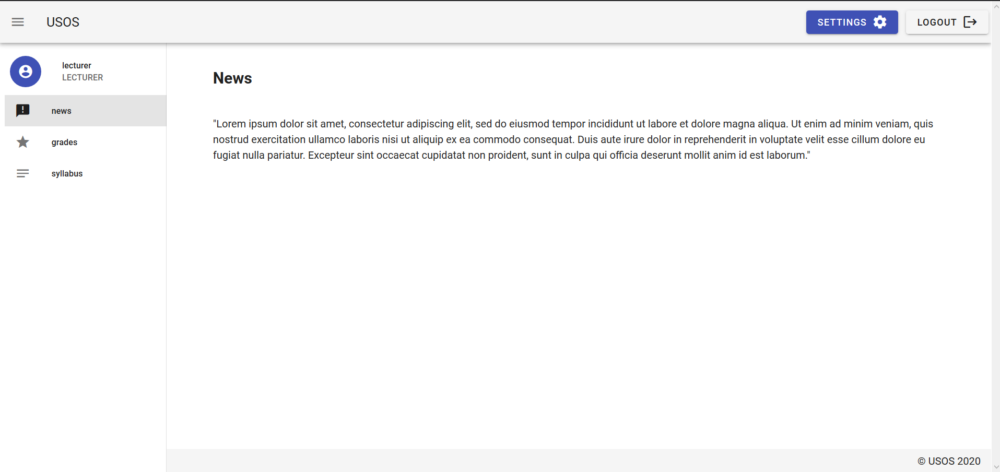 USOS
SETTINGS
LOGOUT
lecturer
LECTURER
news
grades
syllabus
News
"Lorem ipsum dolor sit amet, consectetur adipiscing elit, sed do eiusmod tempor incididunt ut labore et dolore magna aliqua. Ut enim ad minim veniam, quis
nostrud exercitation ullamco laboris nisi ut aliquip ex ea commodo consequat. Duis aute irure dolor in reprehenderit in voluptate velit esse cillum dolore eu
fugiat nulla pariatur. Excepteur sint occaecat cupidatat non proident, sunt in culpa qui officia deserunt mollit anim id est laborum."
© USOS 2020